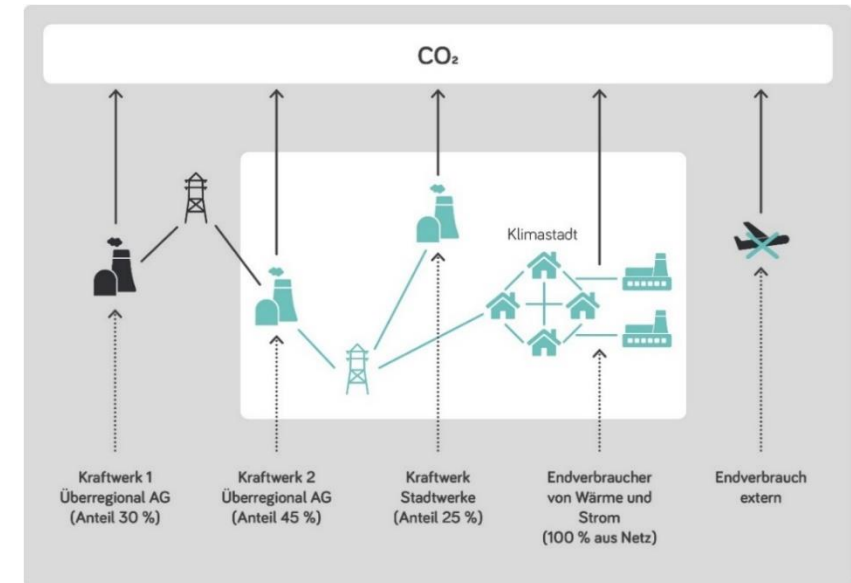 CO₂
Klimastadt
Kraftwerk 1
Überregional AG
(Anteil 30 %)
Kraftwerk 2
Überregional AG
(Anteil 45 %)
Kraftwerk
Stadtwerke
(Anteil 25 %)
Endverbraucher
von Wärme und
Strom
(100 % aus Netz)
Endverbrauch
extern